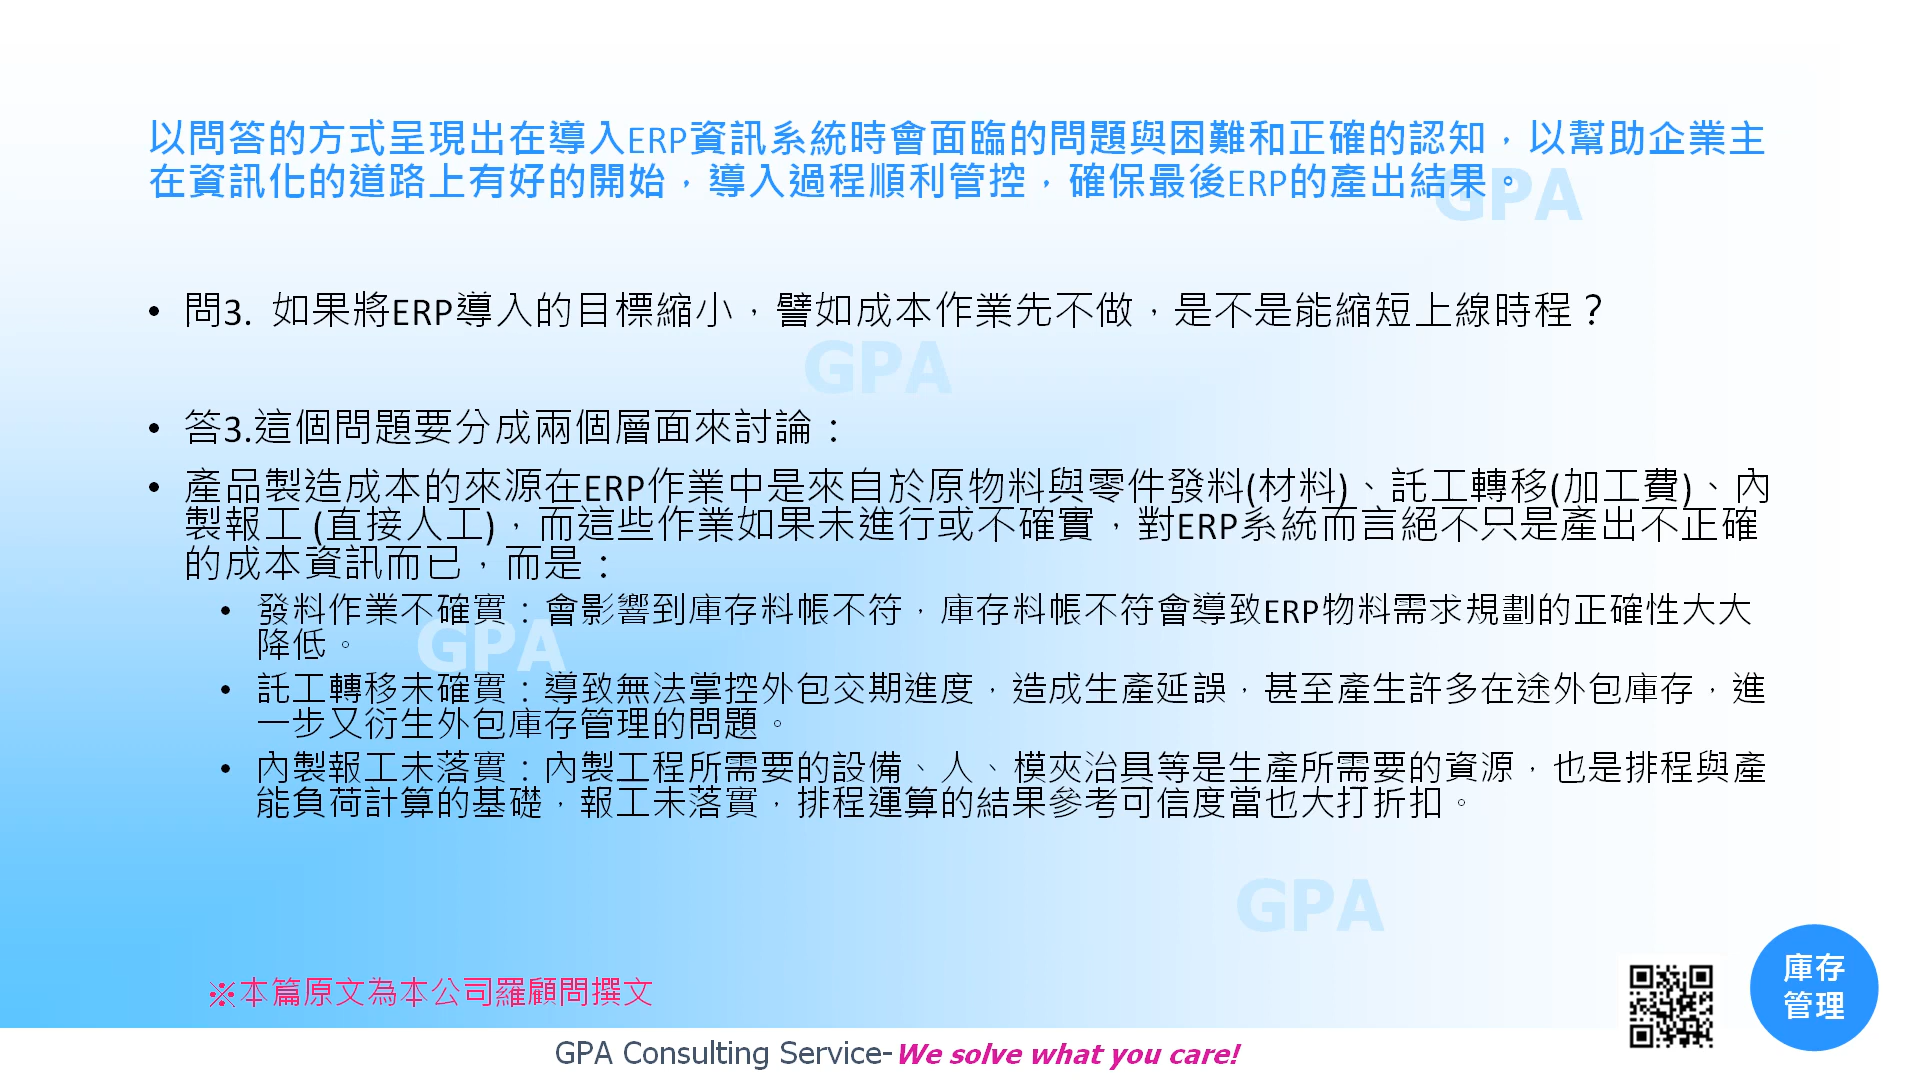 以問答的方式呈現出在導入ERP資訊系統時會面臨的問題與困難和正確的認知，以幫助企業主
在資訊化的道路上有好的開始，導入過程順利管控，確保最後ERP的產出結果。
GPA
• 問3. 如果將ERP導入的目標縮小，譬如成本作業先不做，是不是能縮短上線時程？
GPA
• 答3.這個問題要分成兩個層面來討論：
• 產品製造成本的來源在ERP作業中是來自於原物料與零件發料(材料)、託工轉移(加工費)、內
製報工 (直接人工)，而這些作業如果未進行或不確實，對ERP系統而言絕不只是產出不正確
的成本資訊而已，而是：
• 發料作業不確實：會影響到庫存料帳不符，庫存料帳不符會導致ERP物料需求規劃的正確性大大
降低。
GPA
• 託工轉移未確實：導致無法掌控外包交期進度，造成生產延誤，甚至產生許多在途外包庫存，進
一步又衍生外包庫存管理的問題。
• 內製報工未落實：內製工程所需要的設備、人、模夾治具等是生產所需要的資源，也是排程與產
能負荷計算的基礎，報工未落實，排程運算的結果參考可信度當也大打折扣。
GPA
庫存
管理
※本篇原文為本公司羅顧問撰文
GPA Consulting Service-We solve what you care!